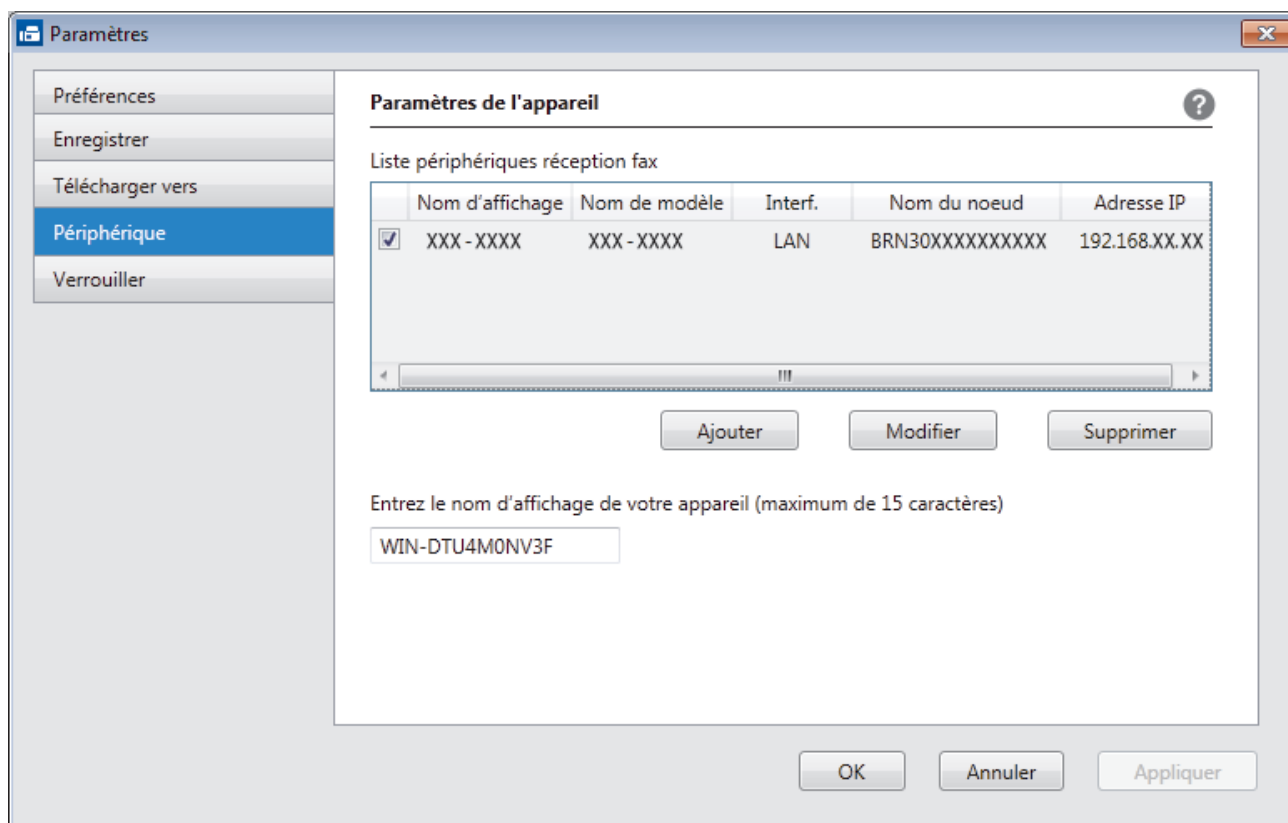 Paramètres
Préférences
Enregistrer
Télécharger vers
Périphérique
Verrouiller
Paramètres de l'appareil
?
Liste périphériques réception fax
Nom d'affichage Nom de modèle Interf. Nom du noeud Adresse IP
XXX - XXXX XXX - XXXX LAN BRN30XXXXXXXXXX 192.168.XX.XX
Ajouter Modifier Supprimer
Entrez le nom d'affichage de votre appareil (maximum de 15 caractères)
WIN-DTU4M0NV3F
OK Annuler Appliquer